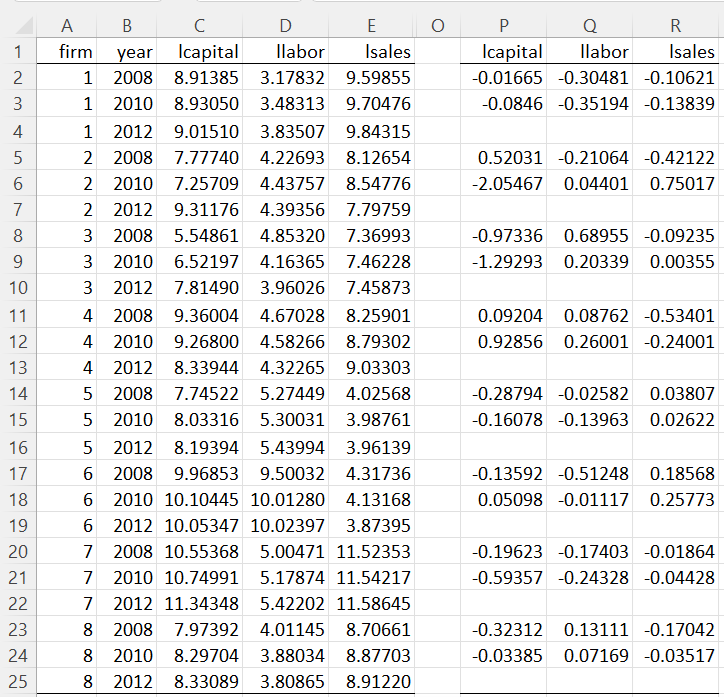 A B C D E O P Q R
1 firm year lcapital llabor lsales lcapital llabor lsales
2 1 2008 8.91385 3.17832 9.59855 -0.01665 -0.30481 -0.10621
3 1 2010 8.93050 3.48313 9.70476 -0.0846 -0.35194 -0.13839
4 1 2012 9.01510 3.83507 9.84315
5 2 2008 7.77740 4.22693 8.12654 0.52031 -0.21064 -0.42122
6 2 2010 7.25709 4.43757 8.54776 -2.05467 0.04401 0.75017
7 2 2012 9.31176 4.39356 7.79759
8 3 2008 5.54861 4.85320 7.36993 -0.97336 0.68955 -0.09235
9 3 2010 6.52197 4.16365 7.46228 -1.29293 0.20339 0.00355
10 3 2012 7.81490 3.96026 7.45873
11 4 2008 9.36004 4.67028 8.25901 0.09204 0.08762 -0.53401
12 4 2010 9.26800 4.58266 8.79302 0.92856 0.26001 -0.24001
13 4 2012 8.33944 4.32265 9.03303
14 5 2008 7.74522 5.27449 4.02568 -0.28794 -0.02582 0.03807
15 5 2010 8.03316 5.30031 3.98761 -0.16078 -0.13963 0.02622
16 5 2012 8.19394 5.43994 3.96139
17 6 2008 9.96853 9.50032 4.31736 -0.13592 -0.51248 0.18568
18 6 2010 10.10445 10.01280 4.13168 0.05098 -0.01117 0.25773
19 6 2012 10.05347 10.02397 3.87395
20 7 2008 10.55368 5.00471 11.52353 -0.19623 -0.17403 -0.01864
21 7 2010 10.74991 5.17874 11.54217 -0.59357 -0.24328 -0.04428
22 7 2012 11.34348 5.42202 11.58645
23 8 2008 7.97392 4.01145 8.70661 -0.32312 0.13111 -0.17042
24 8 2010 8.29704 3.88034 8.87703 -0.03385 0.07169 -0.03517
25 8 2012 8.33089 3.80865 8.91220